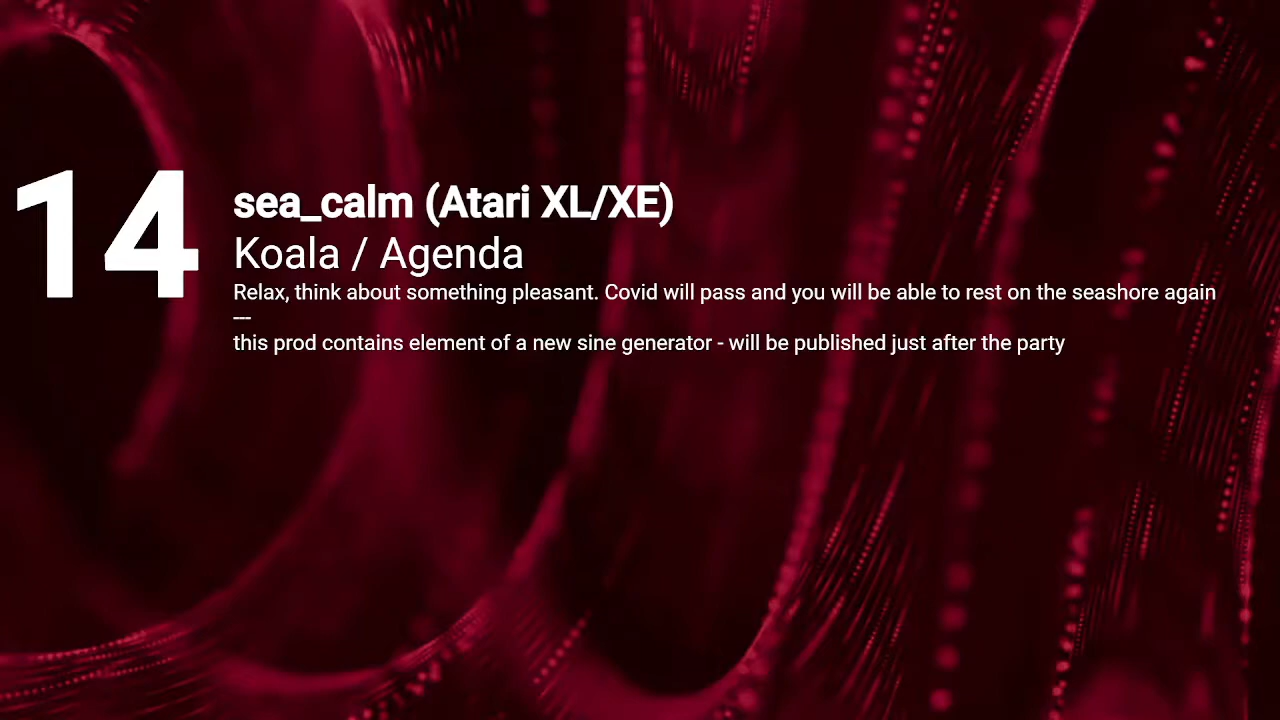 14
sea_calm (Atari XL/XE)
Koala / Agenda
Relax, think about something pleasant. Covid will pass and you will be able to rest on the seashore again
---
this prod contains element of a new sine generator - will be published just after the party